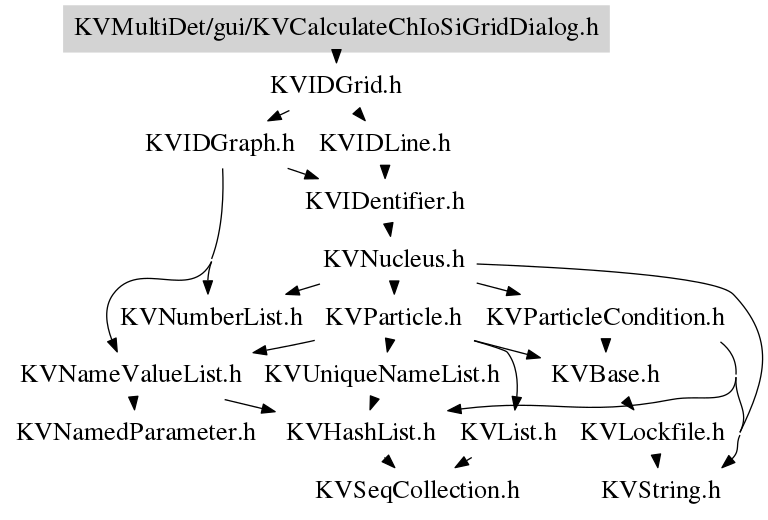 KVMultiDet/gui/KVCalculateChIoSiGridDialog.h
KVIDGrid.h
KVIDGraph.h KVIDLine.h
KVIDentifier.h
KVNucleus.h
KVNumberList.h KVParticle.h KVParticleCondition.h
KVNameValueList.h KVUniqueNameList.h KVBase.h
KVNamedParameter.h KVHashList.h KVList.h KVLockfile.h
KVSeqCollection.h KVString.h